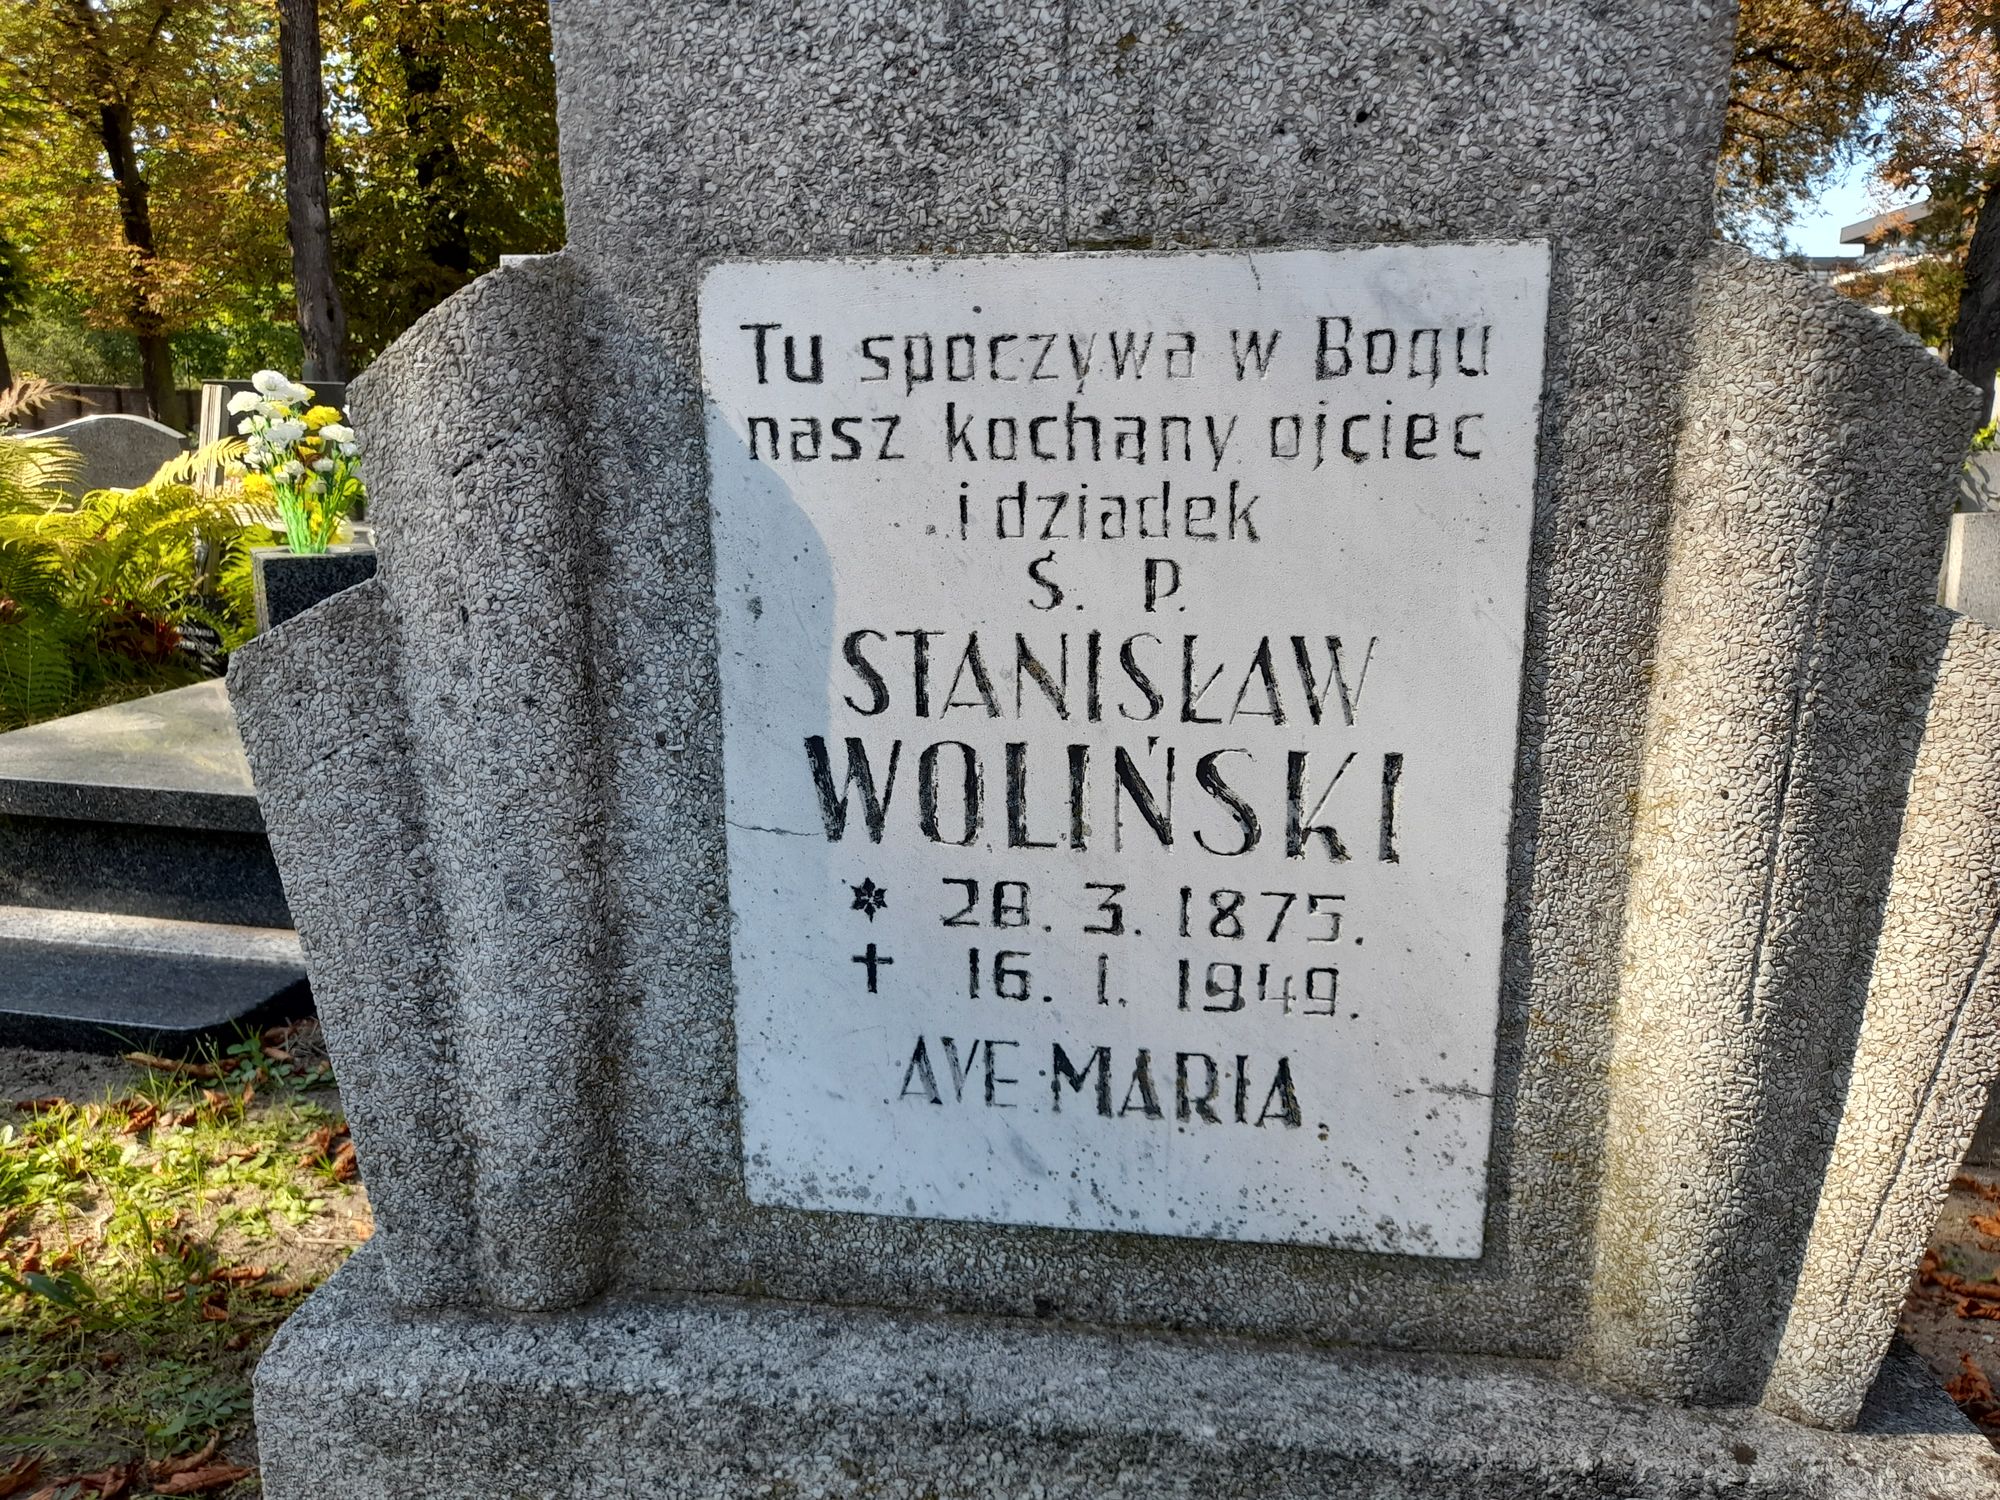 Tu spoczywa w Bogu
nasz kochany ojciec
i dziadek
Ś. P.
STANISŁAW
WOLIŃSKI
* 28. 3. 1875.
✝ 16. 1. 1949.
AVE MARIA.